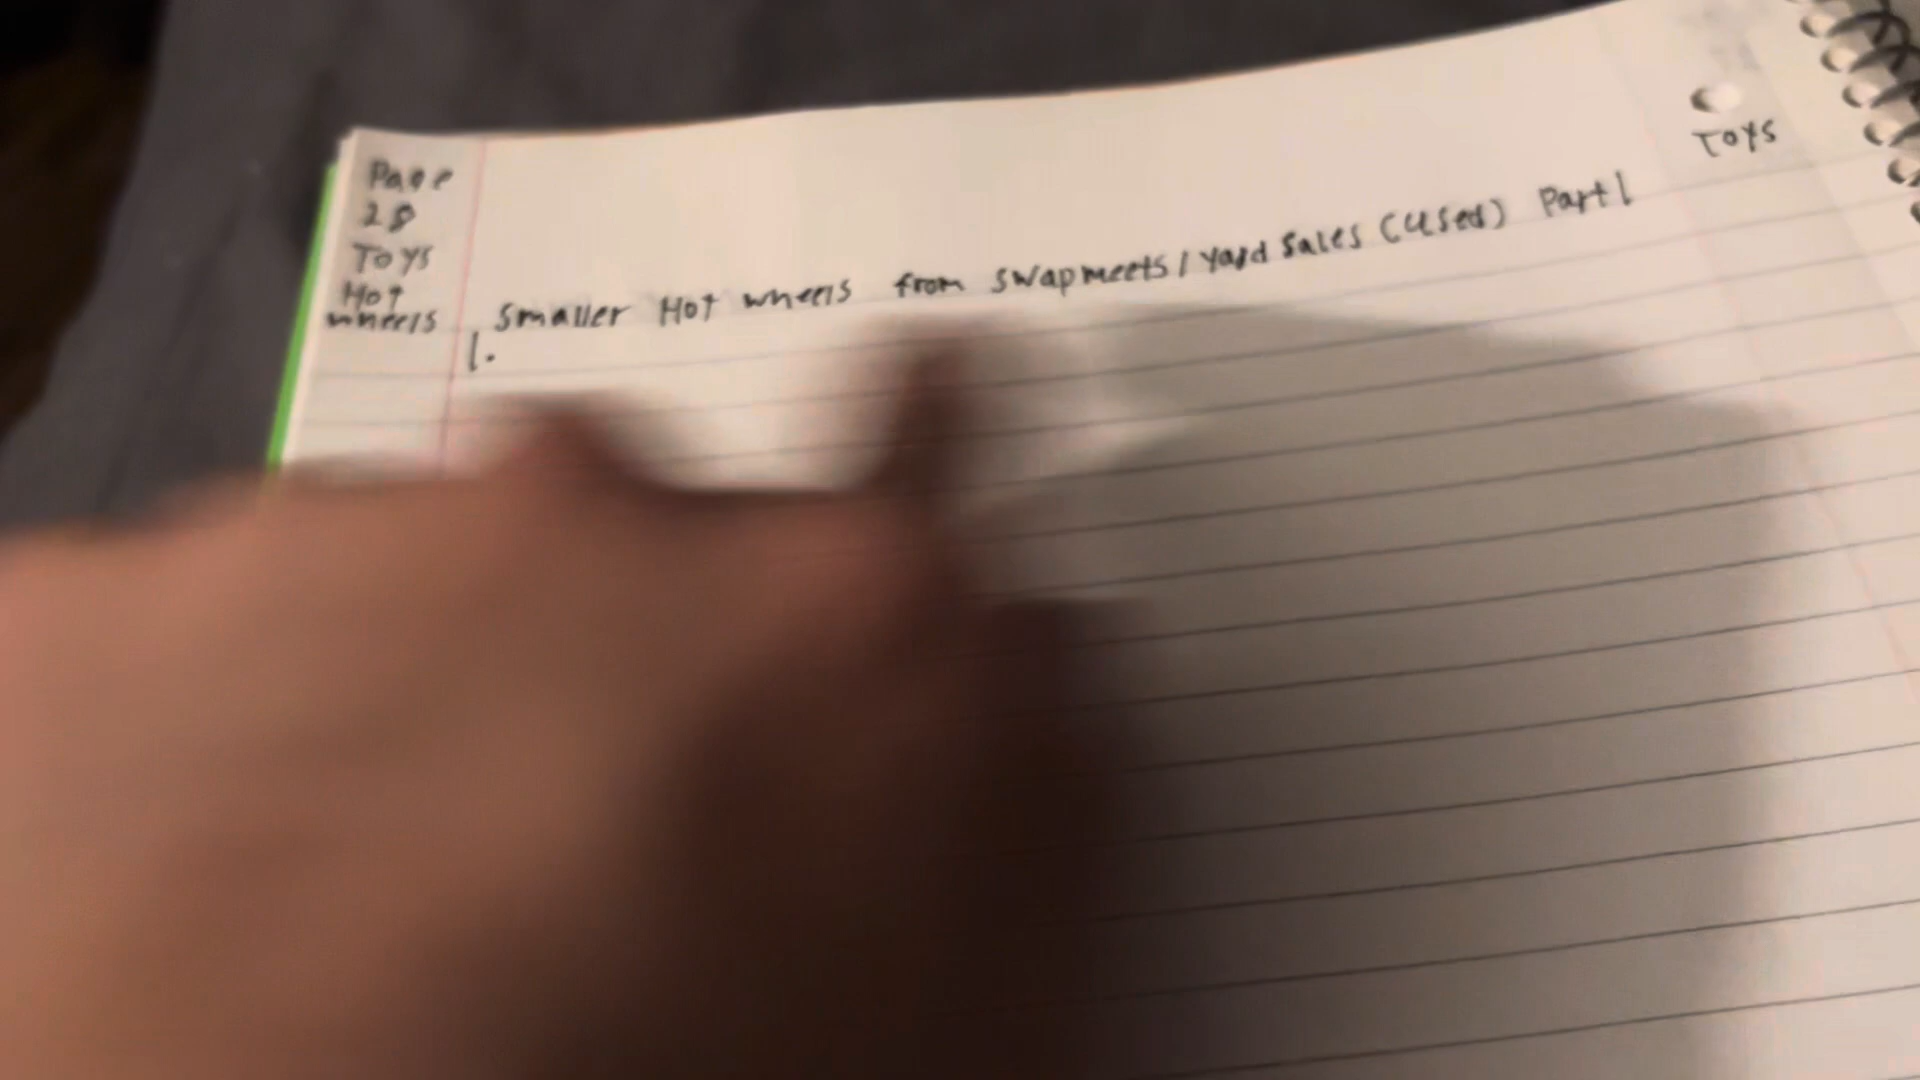 Page
28
Toys
Hot
wheels
Toys
Smaller Hot wheels from swapmeets/Yard Sales (Used) Part 1
1.